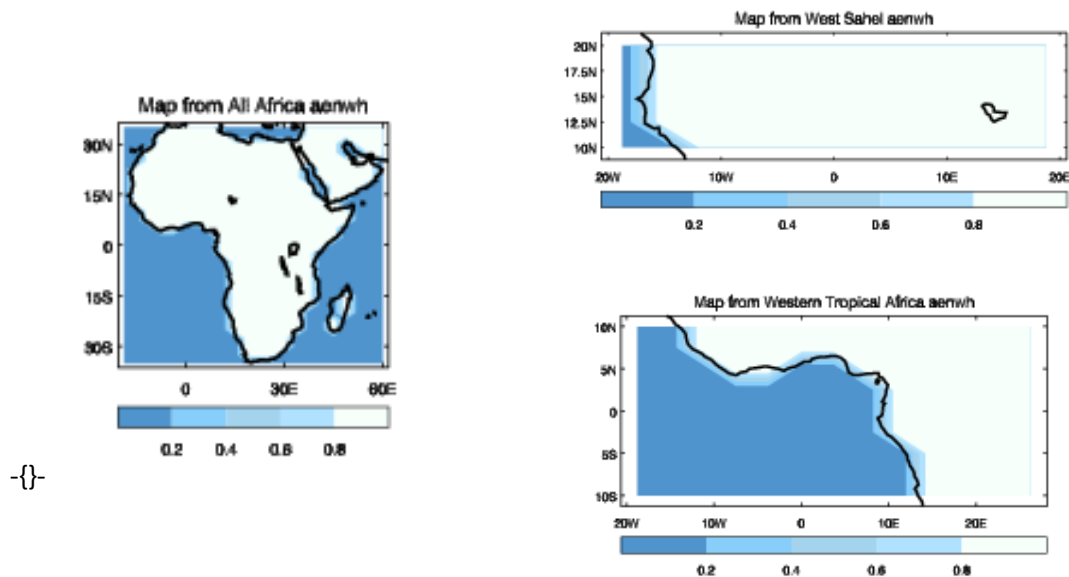 Map from All Africa aenwh
30N
15N
0
15S
30S
0 30E 60E
0.2 0.4 0.6 0.8
-{}-
Map from West Sahel aenwh
20N
17.5N
15N
12.5N
10N
20W 10W 0 10E 20E
0.2 0.4 0.6 0.8
Map from Western Tropical Africa aenwh
10N
5N
0
5S
10S
20W 10W 0 10E 20E
0.2 0.4 0.6 0.8